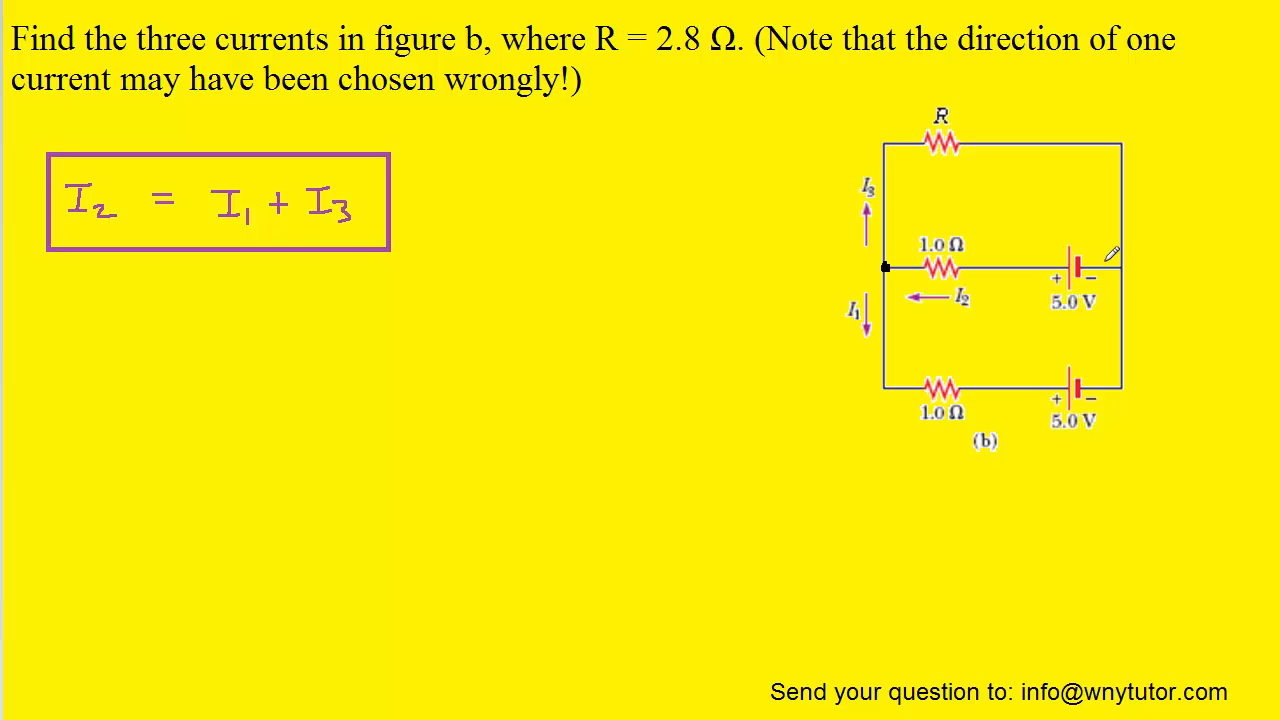 Find the three currents in figure b, where R = 2.8 Ω. (Note that the direction of one
current may have been chosen wrongly!)
R
I₂ = I₁ + I₃
I₃
1.0 Ω
+ −
I₁
I₂
5.0 V
+ −
1.0 Ω
5.0 V
(b)
Send your question to: info@wnytutor.com